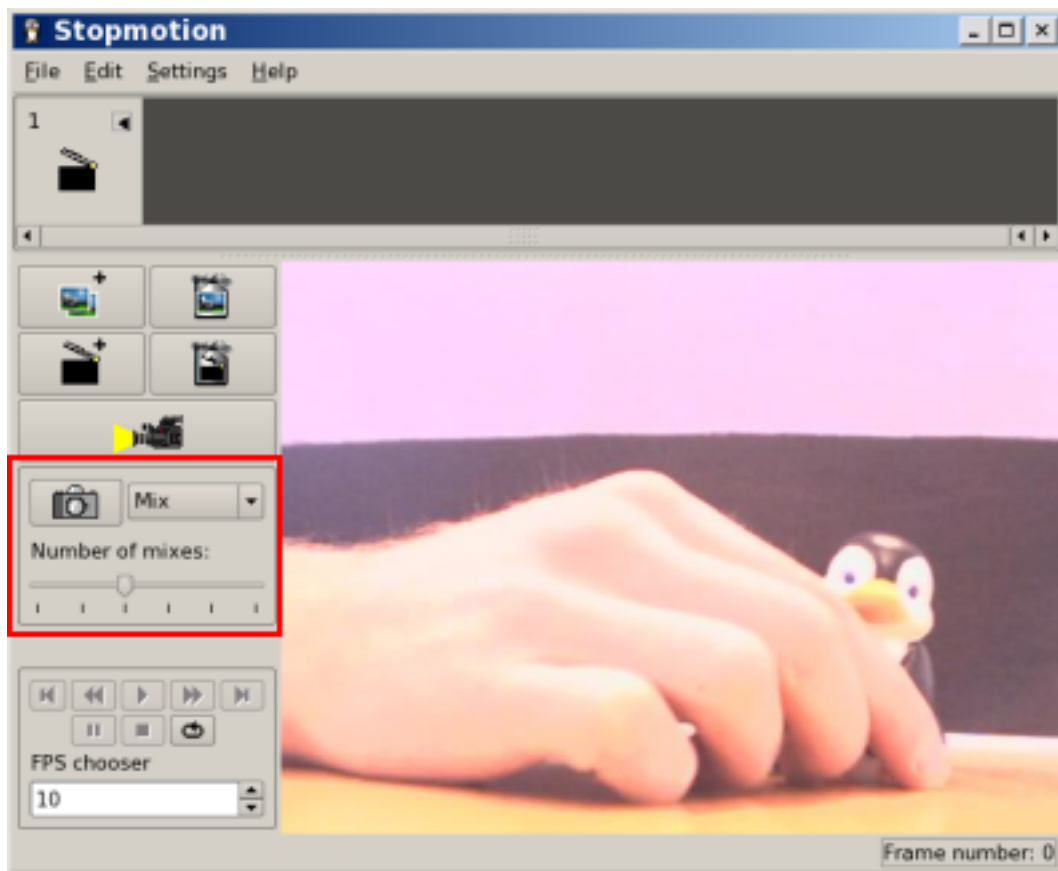 Stopmotion
File Edit Settings Help
1
Mix
Number of mixes:
FPS chooser
10
Frame number: 0